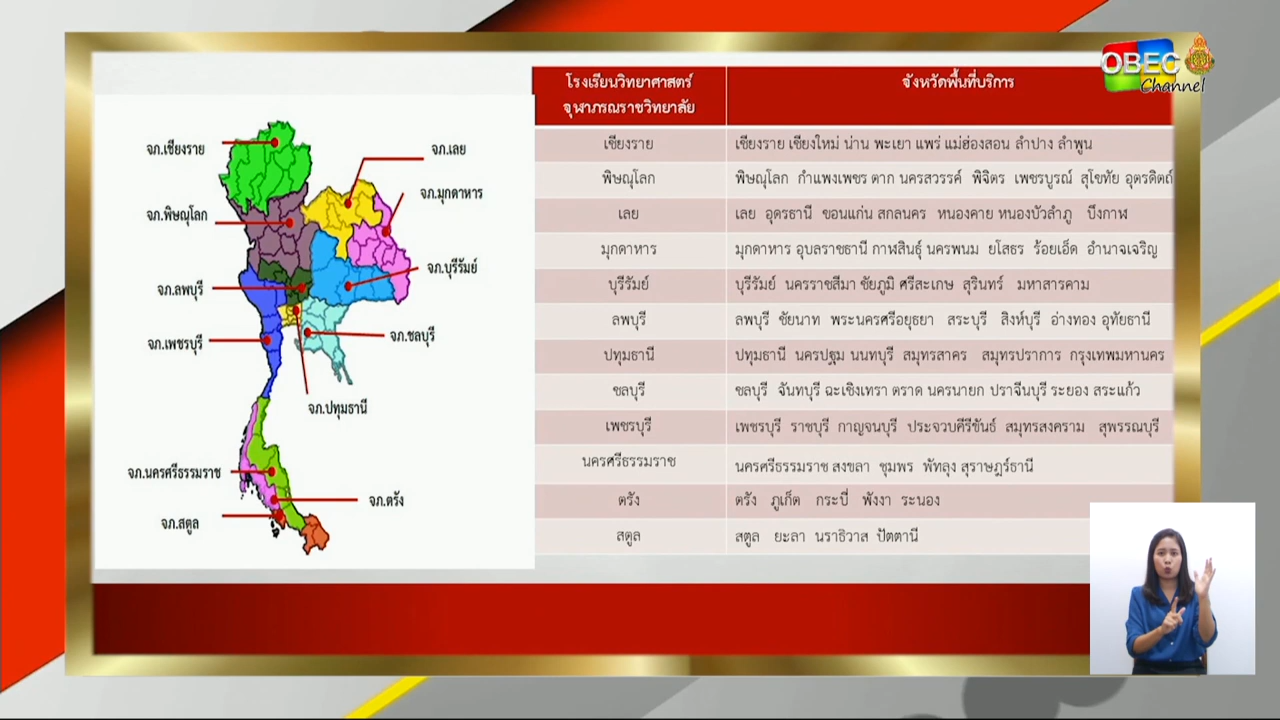 OBEC
Channel
จภ.เชียงราย
จภ.เลย
จภ.มุกดาหาร
จภ.พิษณุโลก
จภ.บุรีรัมย์
จภ.ลพบุรี
จภ.ชลบุรี
จภ.เพชรบุรี
จภ.ปทุมธานี
จภ.นครศรีธรรมราช
จภ.ตรัง
จภ.สตูล
โรงเรียนวิทยาศาสตร์
จุฬาภรณราชวิทยาลัย
จังหวัดพื้นที่บริการ
เชียงราย เชียงราย เชียงใหม่ น่าน พะเยา แพร่ แม่ฮ่องสอน ลำปาง ลำพูน
พิษณุโลก พิษณุโลก กำแพงเพชร ตาก นครสวรรค์ พิจิตร เพชรบูรณ์ สุโขทัย อุตรดิตถ์
เลย เลย อุดรธานี ขอนแก่น สกลนคร หนองคาย หนองบัวลำภู บึงกาฬ
มุกดาหาร มุกดาหาร อุบลราชธานี กาฬสินธุ์ นครพนม ยโสธร ร้อยเอ็ด อำนาจเจริญ
บุรีรัมย์ บุรีรัมย์ นครราชสีมา ชัยภูมิ ศรีสะเกษ สุรินทร์ มหาสารคาม
ลพบุรี ลพบุรี ชัยนาท พระนครศรีอยุธยา สระบุรี สิงห์บุรี อ่างทอง อุทัยธานี
ปทุมธานี ปทุมธานี นครปฐม นนทบุรี สมุทรสาคร สมุทรปราการ กรุงเทพมหานคร
ชลบุรี ชลบุรี จันทบุรี ฉะเชิงเทรา ตราด นครนายก ปราจีนบุรี ระยอง สระแก้ว
เพชรบุรี เพชรบุรี ราชบุรี กาญจนบุรี ประจวบคีรีขันธ์ สมุทรสงคราม สุพรรณบุรี
นครศรีธรรมราช นครศรีธรรมราช สงขลา ชุมพร พัทลุง สุราษฎร์ธานี
ตรัง ตรัง ภูเก็ต กระบี่ พังงา ระนอง
สตูล สตูล ยะลา นราธิวาส ปัตตานี